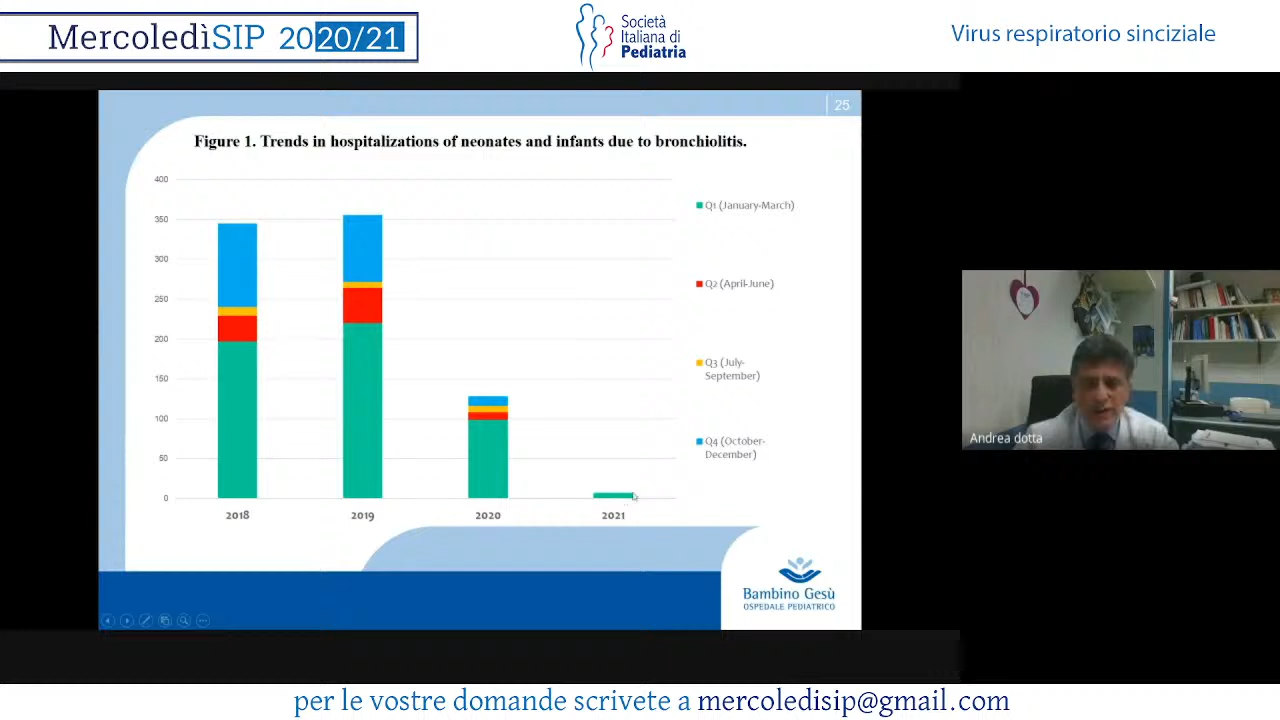 MercoledìSIP 2020/21
Società
Italiana di
Pediatria
Virus respiratorio sinciziale
25
Figure 1. Trends in hospitalizations of neonates and infants due to bronchiolitis.
400
350
300
250
200
150
100
50
0
2018
2019
2020
2021
Q1 (January-March)
Q2 (April-June)
Q3 (July-
September)
Q4 (October-
December)
Andrea dotta
Bambino Gesù
OSPEDALE PEDIATRICO
per le vostre domande scrivete a mercoledisip@gmail.com